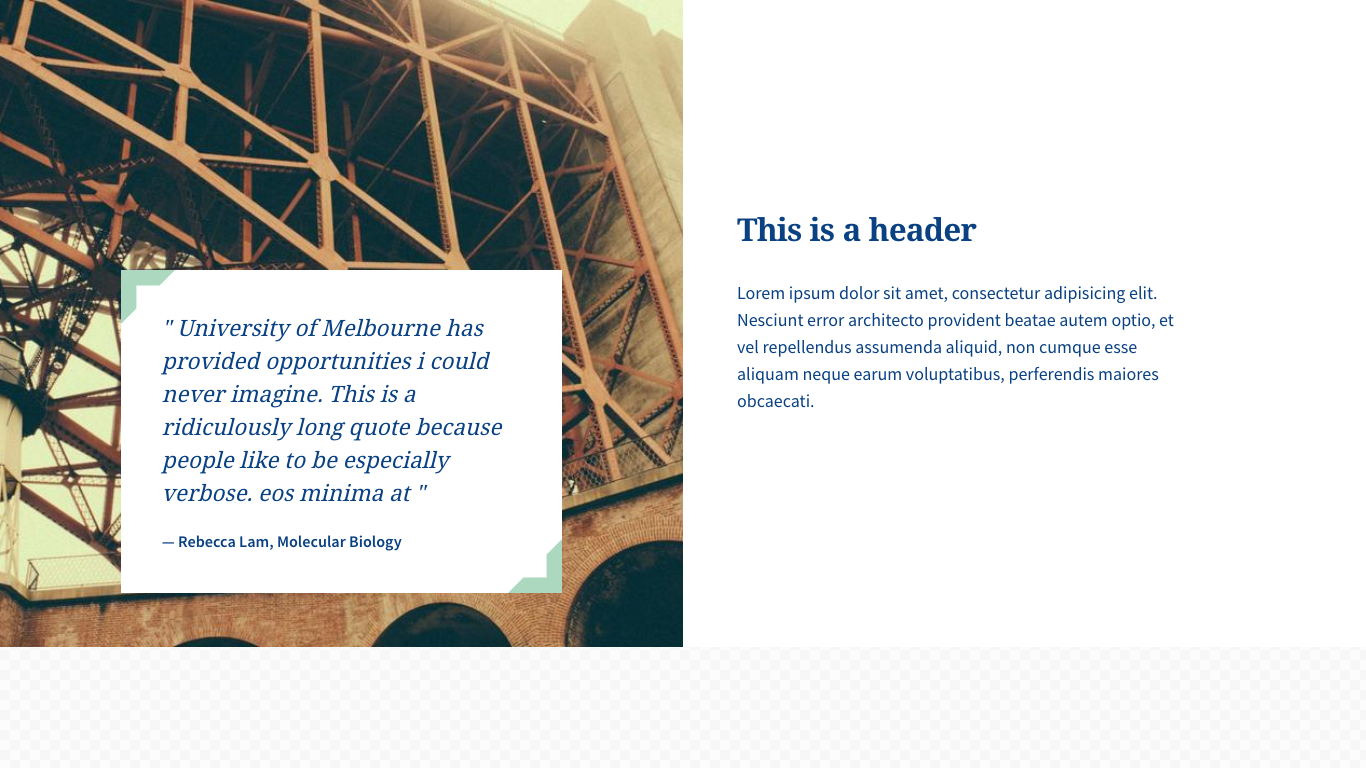 " University of Melbourne has
provided opportunities i could
never imagine. This is a
ridiculously long quote because
people like to be especially
verbose. eos minima at "
— Rebecca Lam, Molecular Biology
This is a header
Lorem ipsum dolor sit amet, consectetur adipisicing elit.
Nesciunt error architecto provident beatae autem optio, et
vel repellendus assumenda aliquid, non cumque esse
aliquam neque earum voluptatibus, perferendis maiores
obcaecati.